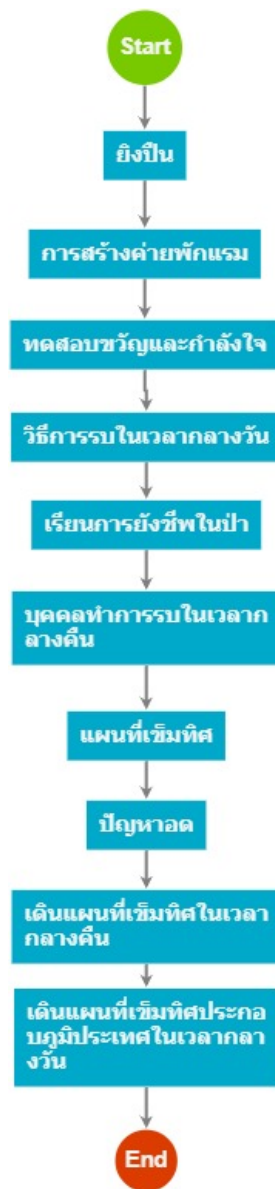 Start
ยิงปืน
การสร้างค่ายพักแรม
ทดสอบขวัญและกำลังใจ
วิธีการรบในเวลากลางวัน
เรียนการยังชีพในป่า
บุคคลทำการรบในเวลาก
ลางคืน
แผนที่เข็มทิศ
ปัญหาอด
เดินแผนที่เข็มทิศในเวลา
กลางคืน
เดินแผนที่เข็มทิศประกอ
บภูมิประเทศในเวลากลา
งวัน
End